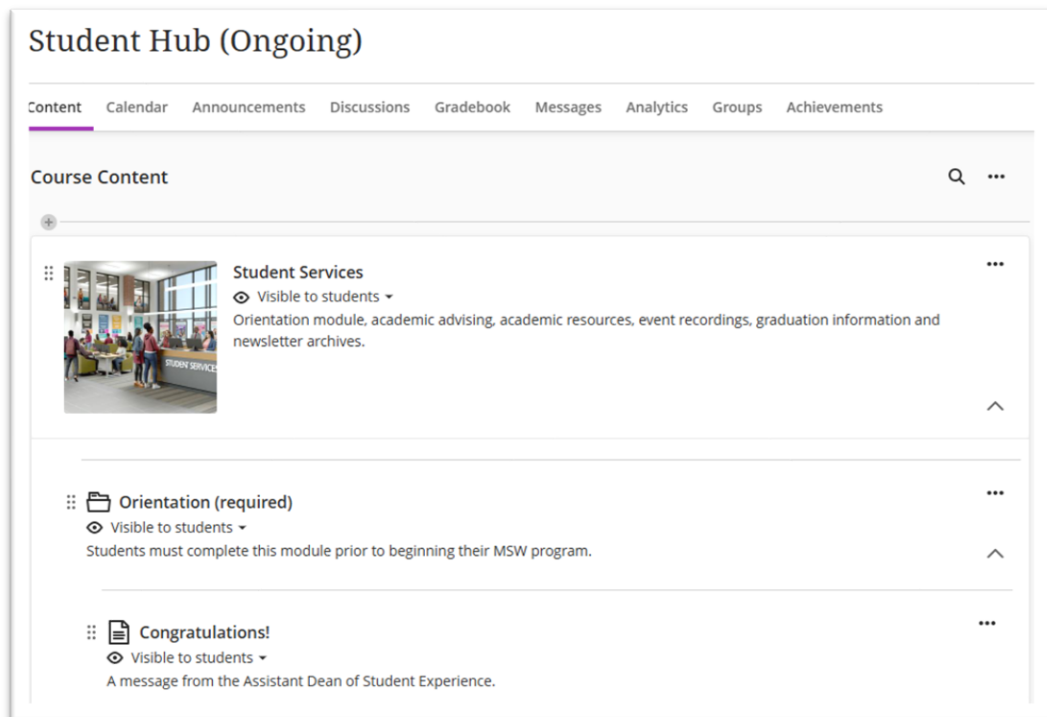 Student Hub (Ongoing)
Content Calendar Announcements Discussions Gradebook Messages Analytics Groups Achievements
Course Content
Student Services
Visible to students
Orientation module, academic advising, academic resources, event recordings, graduation information and
newsletter archives.
STUDENT SERVICES
Orientation (required)
Visible to students
Students must complete this module prior to beginning their MSW program.
Congratulations!
Visible to students
A message from the Assistant Dean of Student Experience.